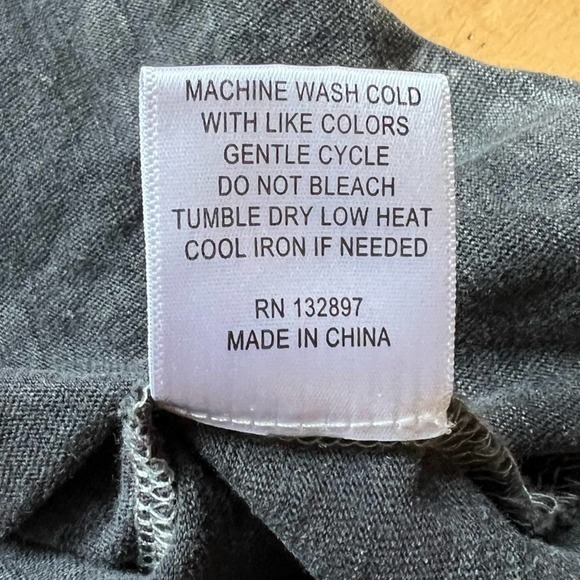 MACHINE WASH COLD
WITH LIKE COLORS
GENTLE CYCLE
DO NOT BLEACH
TUMBLE DRY LOW HEAT
COOL IRON IF NEEDED
RN 132897
MADE IN CHINA